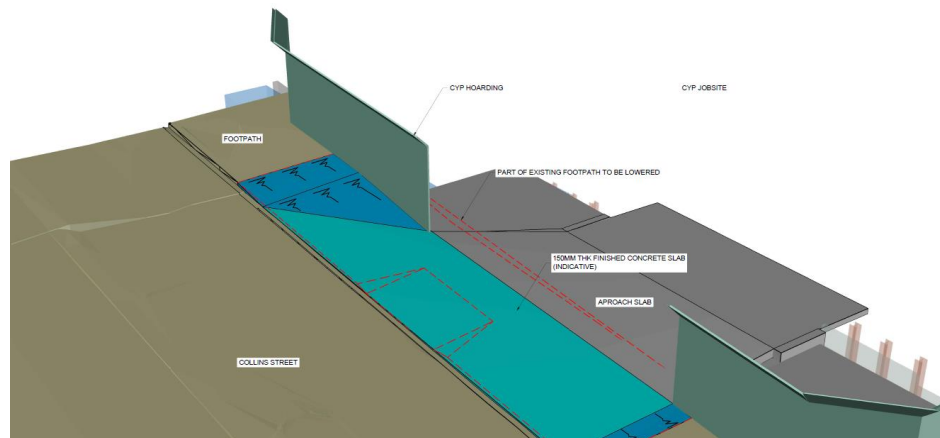 CYP HOARDING
CYP JOBSITE
FOOTPATH
PART OF EXISTING FOOTPATH TO BE LOWERED
150MM THK FINISHED CONCRETE SLAB
(INDICATIVE)
APROACH SLAB
COLLINS STREET